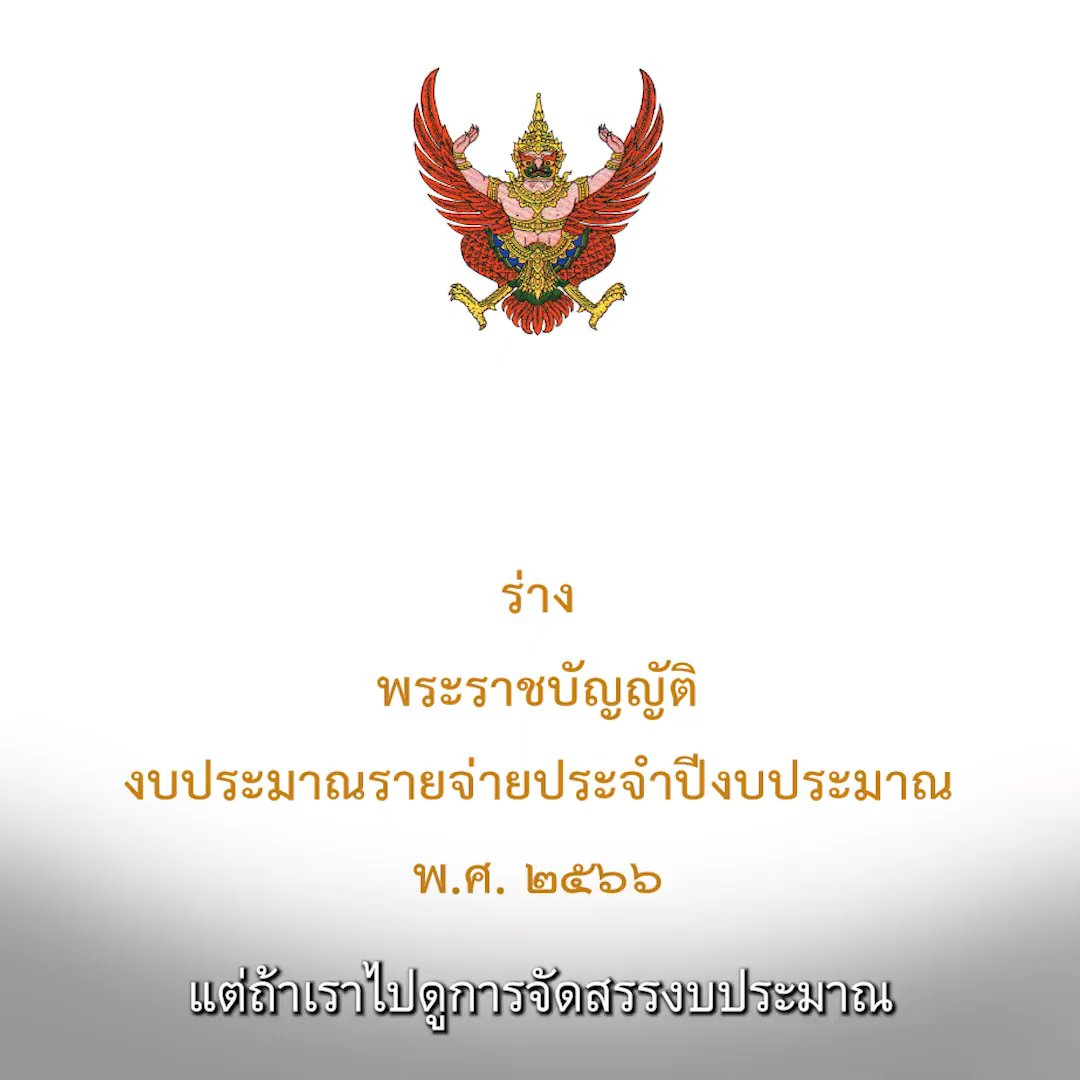 ร่าง
พระราชบัญญัติ
งบประมาณรายจ่ายประจำปีงบประมาณ
พ.ศ. ๒๕๖๖
แต่ถ้าเราไปดูการจัดสรรงบประมาณ